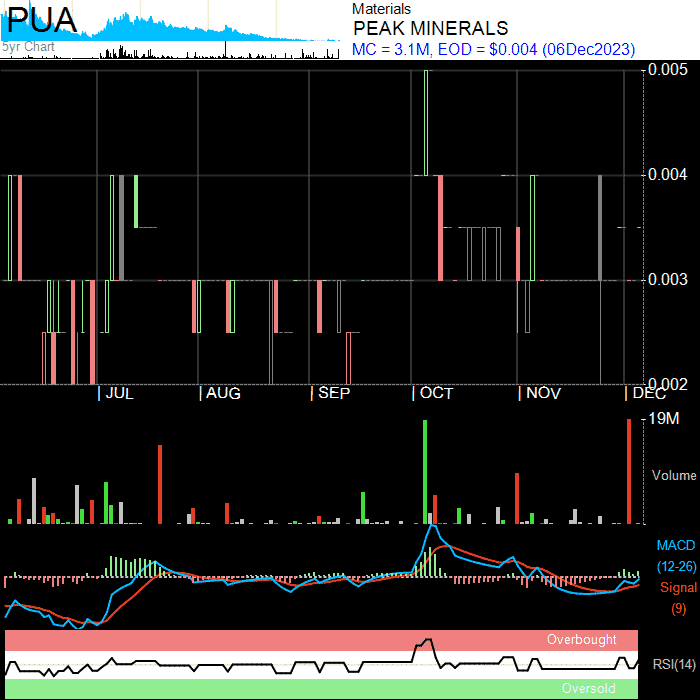 PUA
5yr Chart
Materials
PEAK MINERALS
MC = 3.1M, EOD = $0.004 (06Dec2023)
0.005
0.004
0.003
0.002
JUL AUG SEP OCT NOV DEC
19M
Volume
MACD
(12-26)
Signal
(9)
Overbought
RSI(14)
Oversold